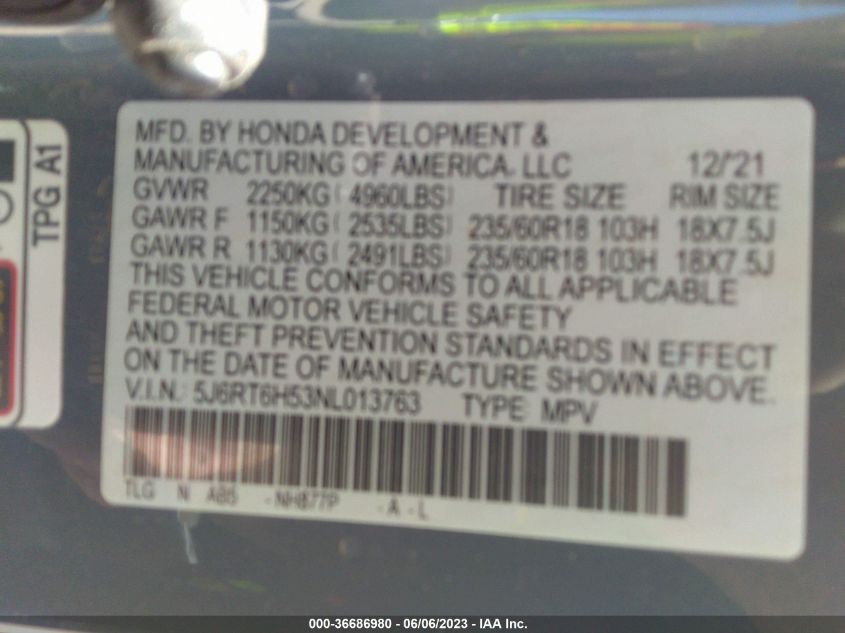 TPG A1
MFD. BY HONDA DEVELOPMENT &
MANUFACTURING OF AMERICA, LLC 12/'21
GVWR 2250KG ( 4960LBS) TIRE SIZE RIM SIZE
GAWR F 1150KG ( 2535LBS) 235/60R18 103H 18X7.5J
GAWR R 1130KG ( 2491LBS) 235/60R18 103H 18X7.5J
THIS VEHICLE CONFORMS TO ALL APPLICABLE
FEDERAL MOTOR VEHICLE SAFETY
AND THEFT PREVENTION STANDARDS IN EFFECT
ON THE DATE OF MANUFACTURE SHOWN ABOVE.
V.I.N.: 5J6RT6H53NL013763 TYPE: MPV
TLG N AB5 -NH877P -A-L
000-36686980 - 06/06/2023 - IAA Inc.